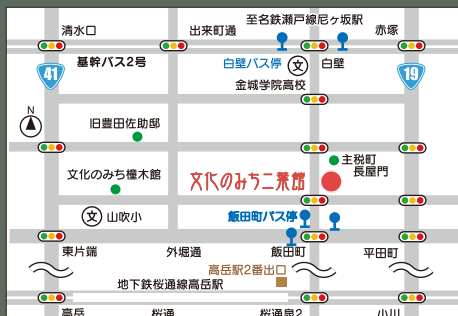 至名鉄瀬戸線尼ヶ坂駅
清水口
出来町通
赤塚
基幹バス2号
白壁バス停
文
白壁
41
19
金城学院高校
N
旧豊田佐助邸
主税町
長屋門
文化のみち橦木館
文化のみち二葉館
文
山吹小
飯田町バス停
東片端
外堀通
飯田町
平田町
高岳駅2番出口
地下鉄桜通線高岳駅
高岳
桜通
桜通泉2
小川